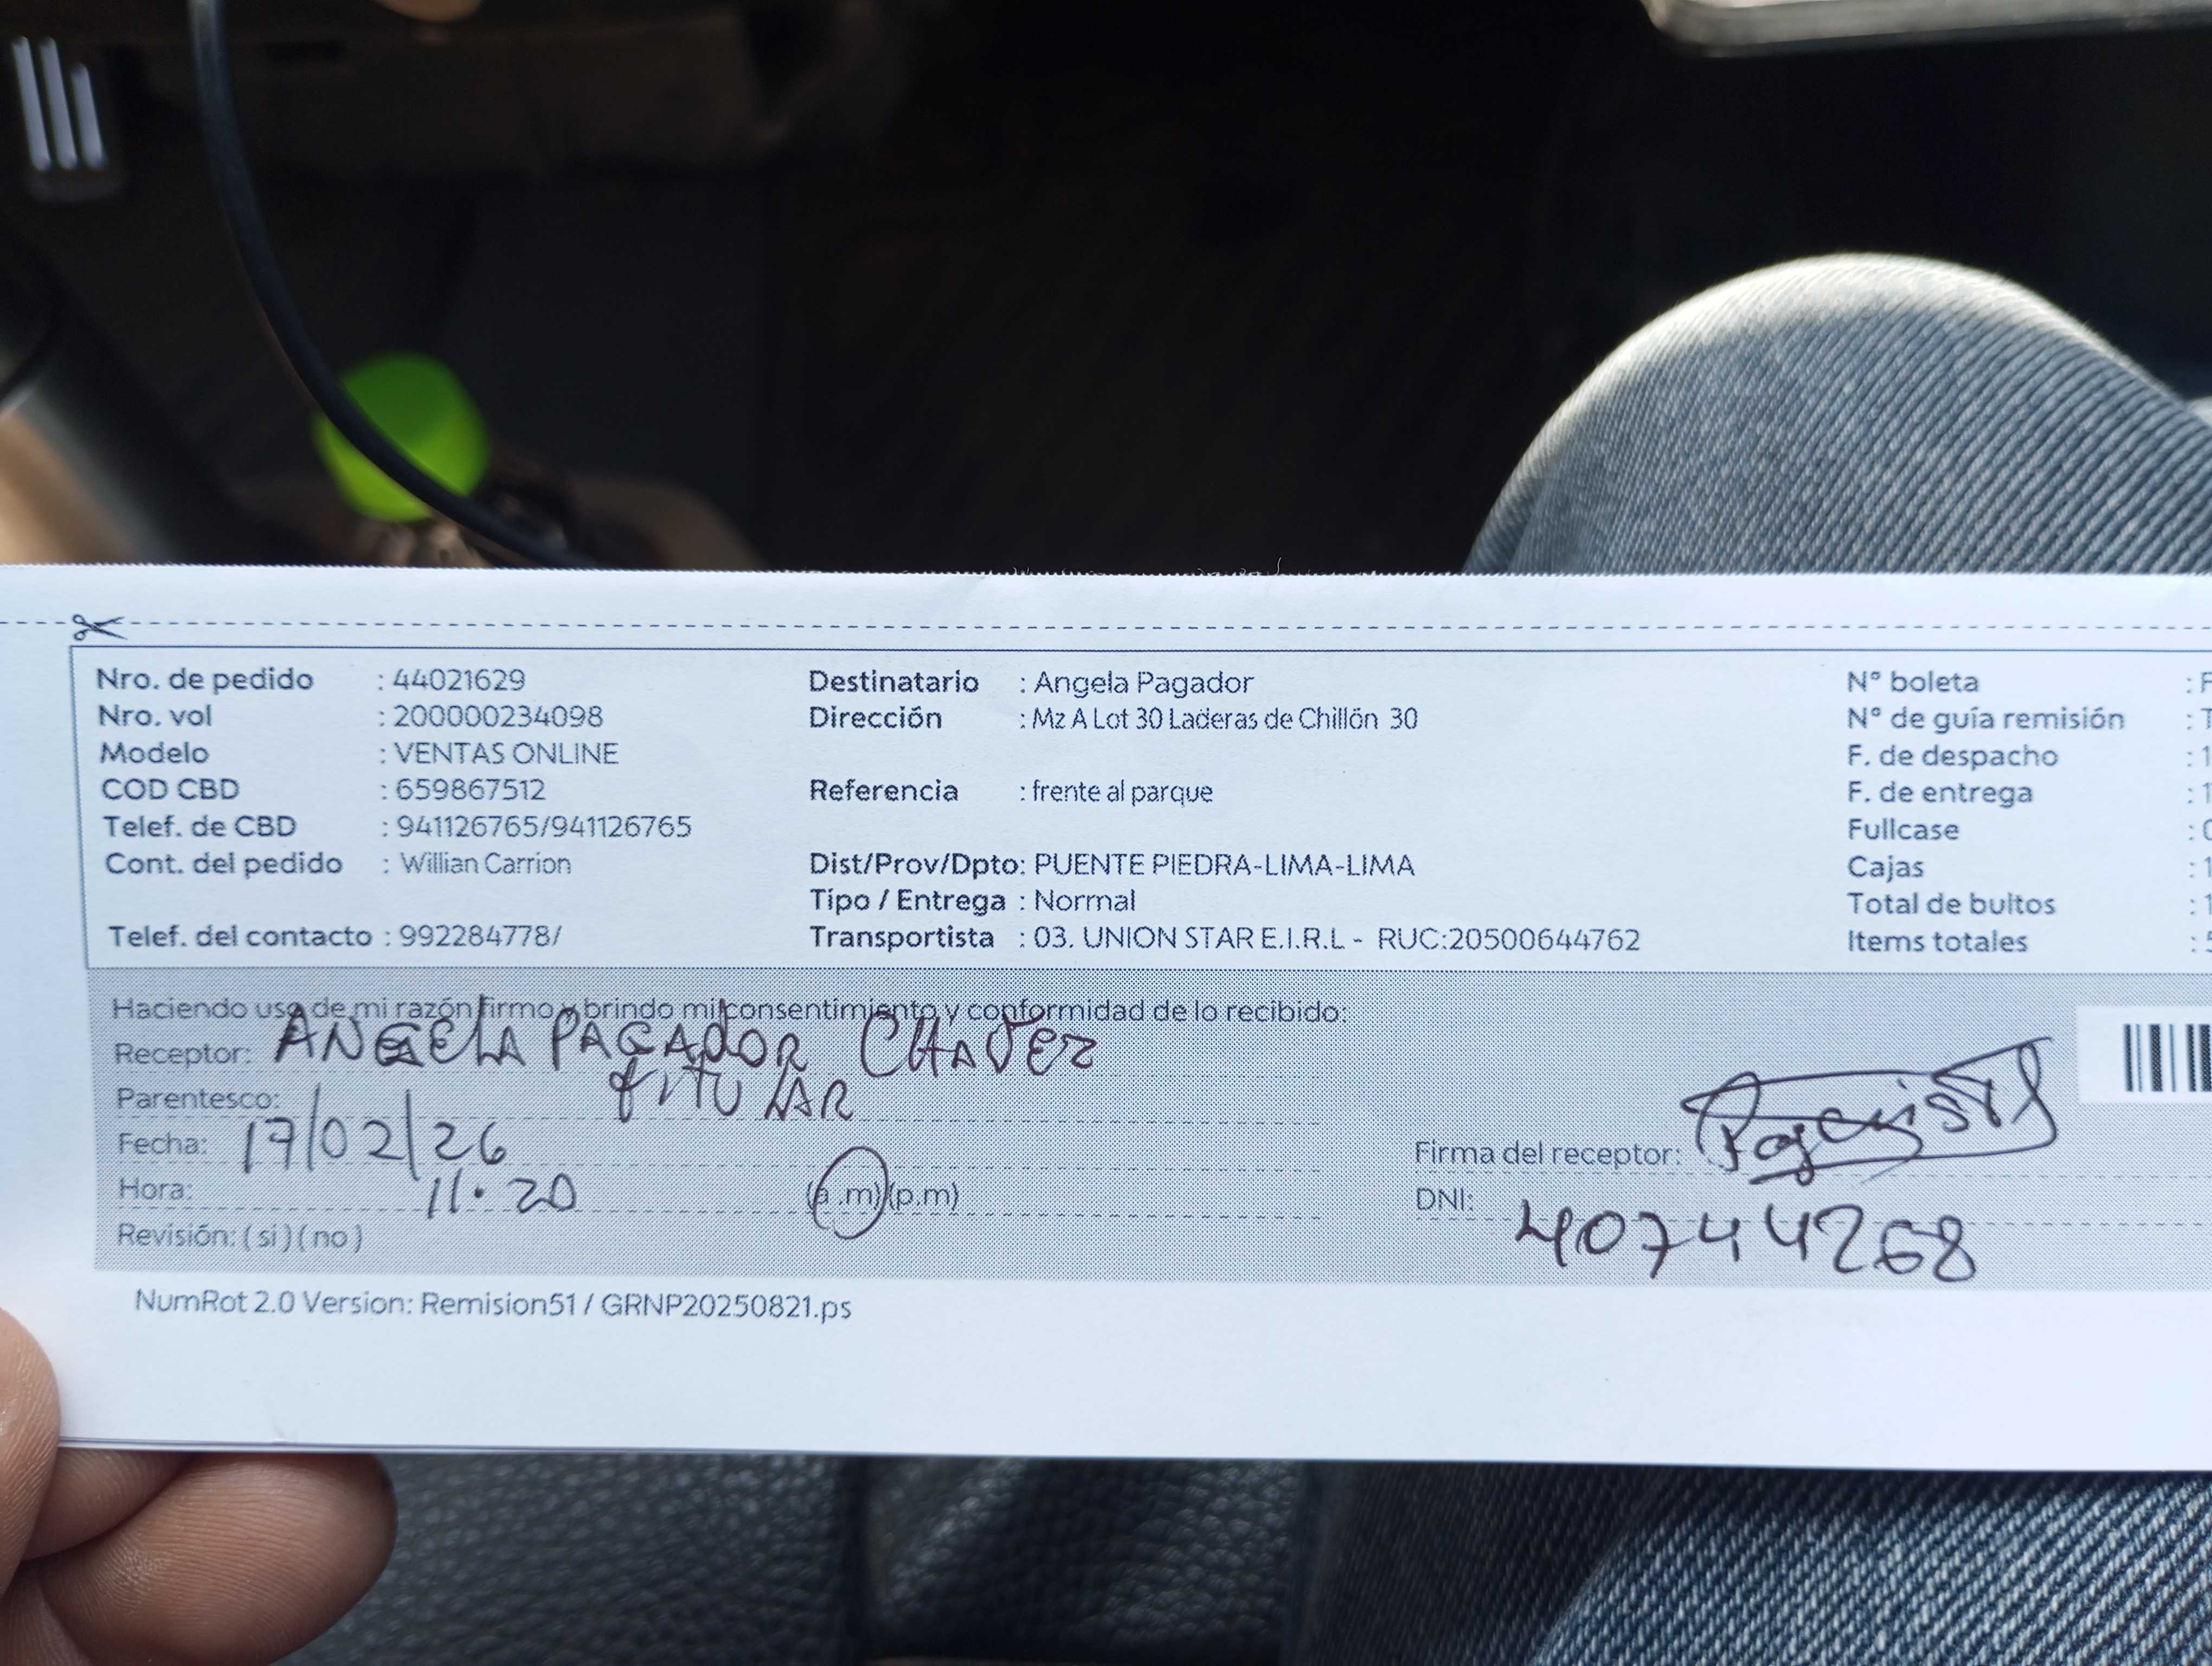 Nro. de pedido : 44021629
Nro. vol : 200000234098
Modelo : VENTAS ONLINE
COD CBD : 659867512
Telef. de CBD : 941126765/941126765
Cont. del pedido : Willian Carrion
Telef. del contacto : 992284778/
Destinatario : Angela Pagador
Dirección : Mz A Lot 30 Laderas de Chillón 30
Referencia : frente al parque
Dist/Prov/Dpto: PUENTE PIEDRA-LIMA-LIMA
Tipo / Entrega : Normal
Transportista : 03. UNION STAR E.I.R.L - RUC:20500644762
N° boleta : F
N° de guía remisión : T
F. de despacho : 1
F. de entrega : 1
Fullcase : 0
Cajas : 1
Total de bultos : 1
Items totales : 5
Haciendo uso de mi razón firmo y brindo mi consentimiento y conformidad de lo recibido:
Receptor: ANGELA PAGADOR CHAVEZ
Parentesco: TITULAR
Fecha: 17/02/26
Hora: 11.20 (a.m)(p.m)
Revisión: ( si ) ( no )
Firma del receptor:
DNI: 40744268
NumRot 2.0 Version: Remision51 / GRNP20250821.ps